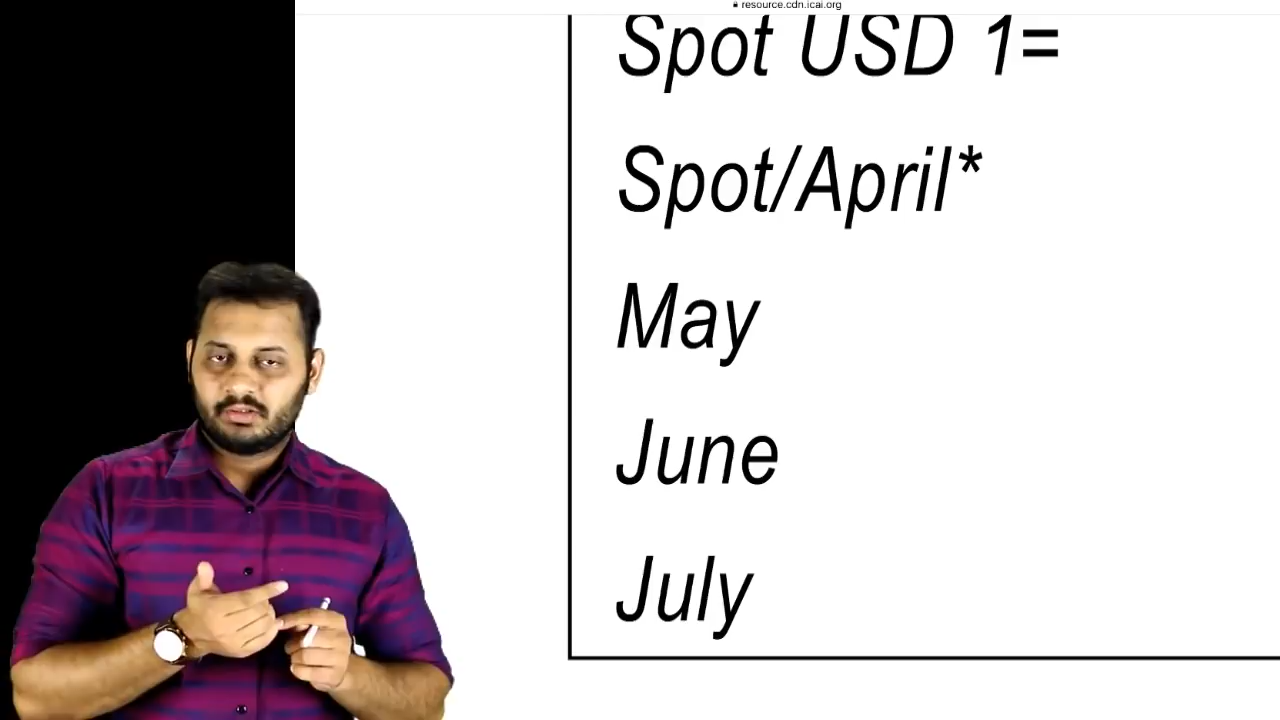 resource.cdn.icai.org
Spot USD 1=
Spot/April*
May
June
July